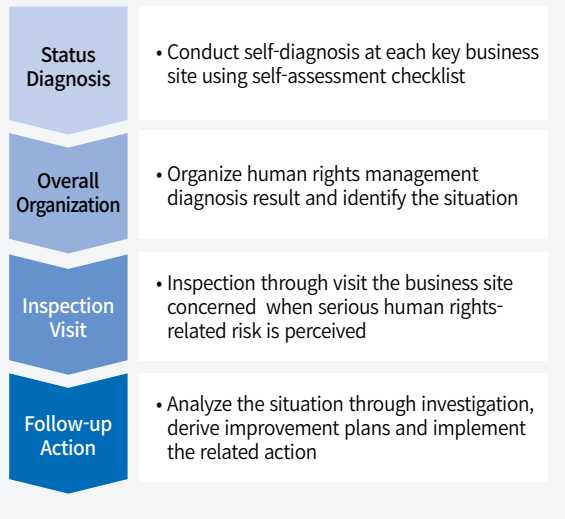 Status
Diagnosis
• Conduct self-diagnosis at each key business
site using self-assessment checklist
Overall
Organization
• Organize human rights management
diagnosis result and identify the situation
Inspection
Visit
• Inspection through visit the business site
concerned  when serious human rights-
related risk is perceived
Follow-up
Action
• Analyze the situation through investigation,
derive improvement plans and implement
the related action